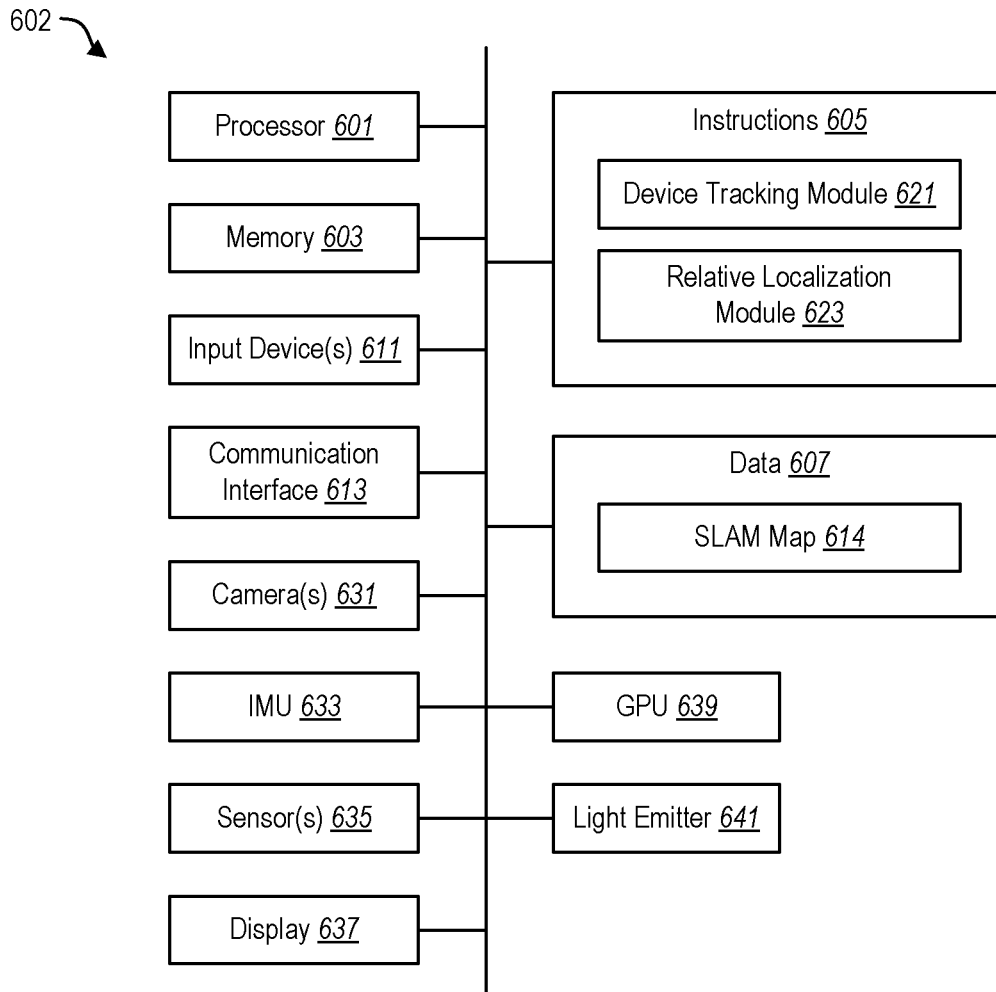 602
Processor 601
Memory 603
Input Device(s) 611
Communication
Interface 613
Camera(s) 631
IMU 633
Sensor(s) 635
Display 637
Instructions 605
Device Tracking Module 621
Relative Localization
Module 623
Data 607
SLAM Map 614
GPU 639
Light Emitter 641